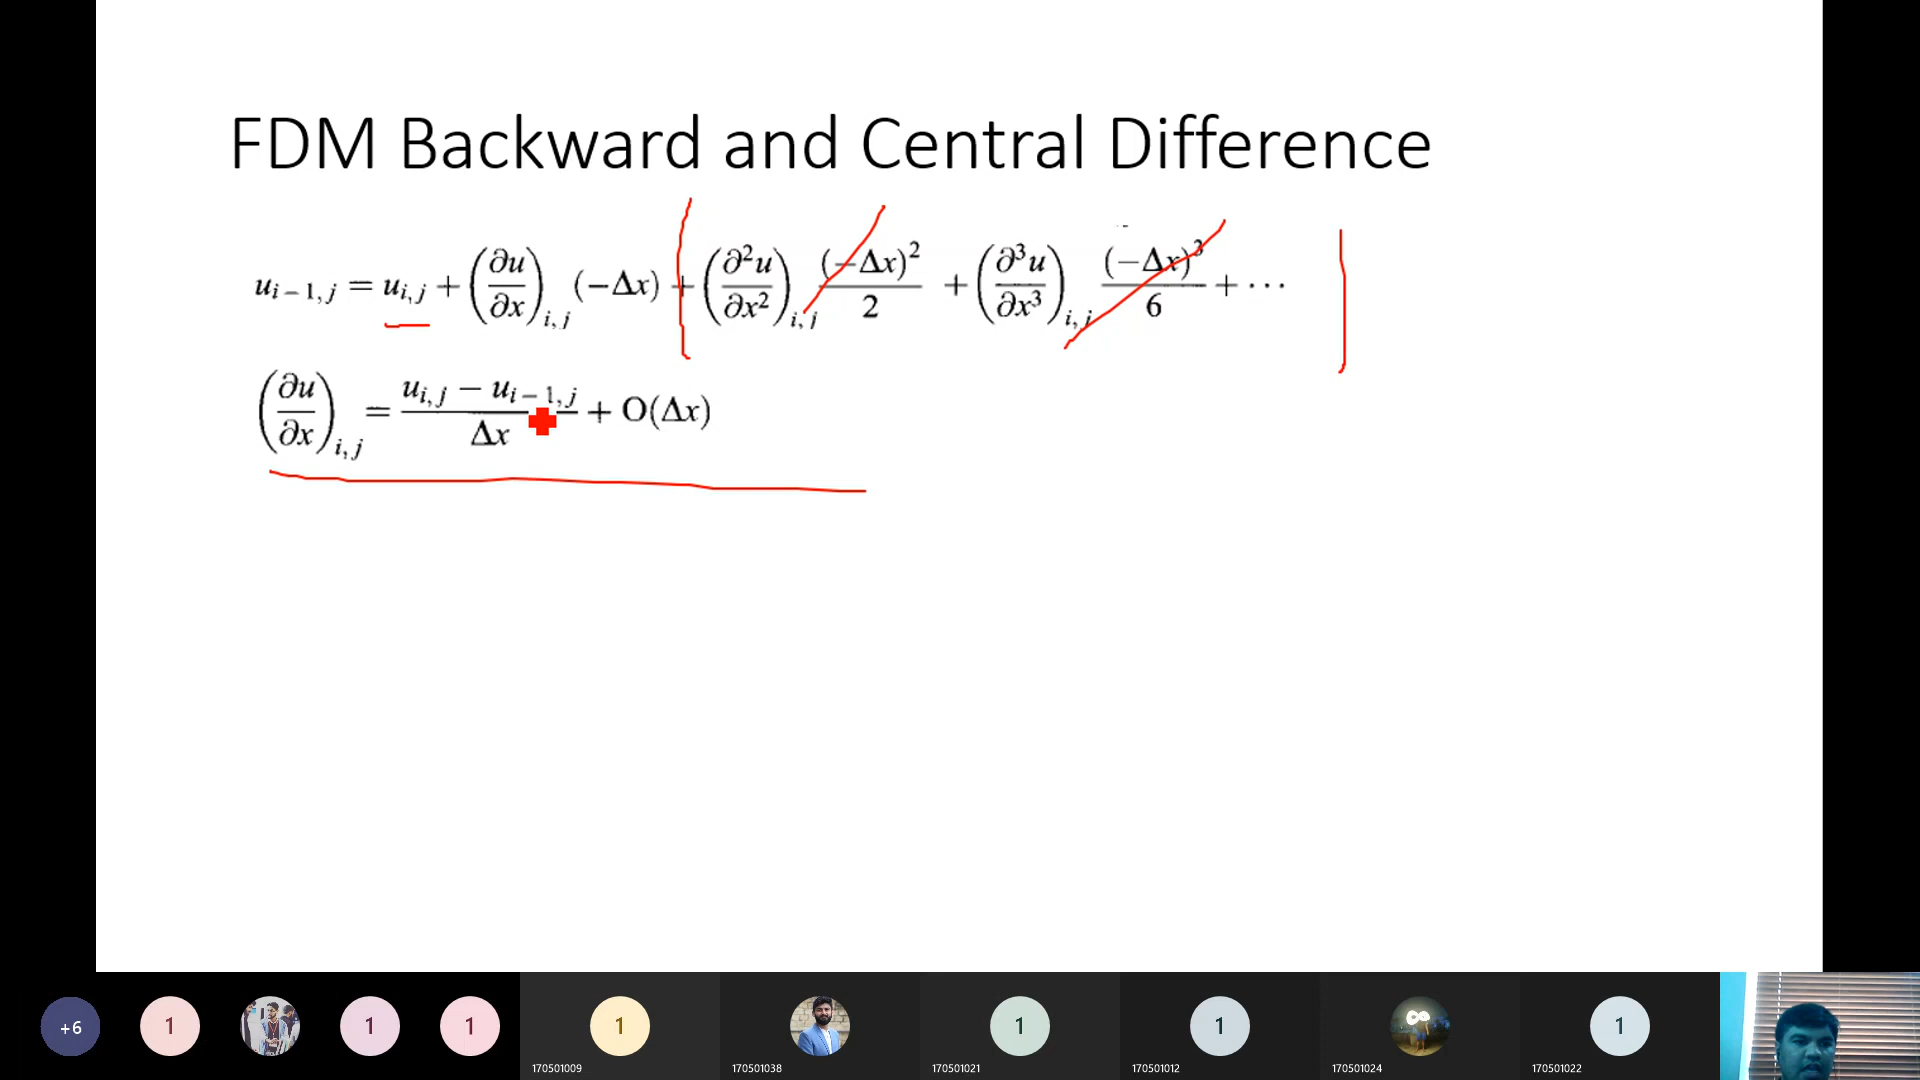 FDM Backward and Central Difference
u_{i-1,j} = u_{i,j} + (∂u/∂x)_{i,j} (−Δx) + (∂²u/∂x²)_{i,j} (−Δx)²/2 + (∂³u/∂x³)_{i,j} (−Δx)³/6 + ···
(∂u/∂x)_{i,j} = (u_{i,j} − u_{i-1,j})/Δx + O(Δx)
+6 1 1 1 1 1 1 1
170501009 170501038 170501021 170501012 170501024 170501022